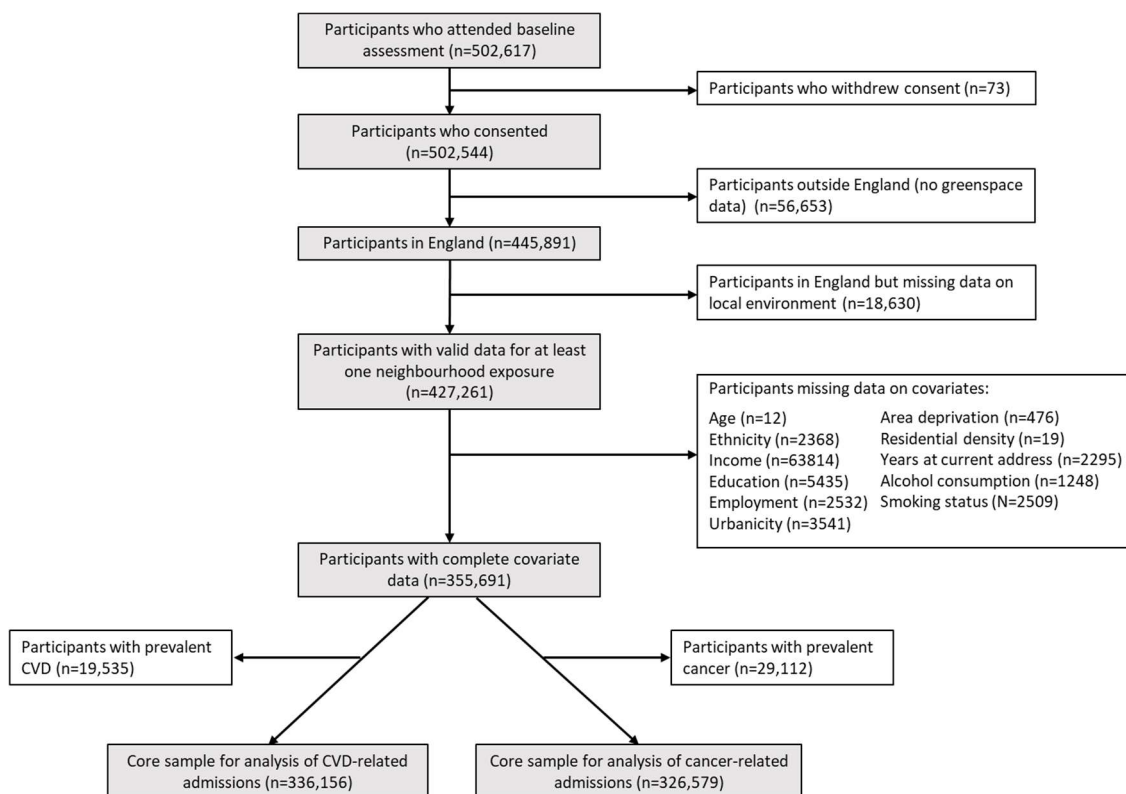 Participants who attended baseline
assessment (n=502,617)
Participants who withdrew consent (n=73)
Participants who consented
(n=502,544)
Participants outside England (no greenspace
data) (n=56,653)
Participants in England (n=445,891)
Participants in England but missing data on
local environment (n=18,630)
Participants with valid data for at least
one neighbourhood exposure
(n=427,261)
Participants missing data on covariates:
Age (n=12)
Ethnicity (n=2368)
Income (n=63814)
Education (n=5435)
Employment (n=2532)
Urbanicity (n=3541)
Area deprivation (n=476)
Residential density (n=19)
Years at current address (n=2295)
Alcohol consumption (n=1248)
Smoking status (N=2509)
Participants with complete covariate
data (n=355,691)
Participants with prevalent
CVD (n=19,535)
Participants with prevalent
cancer (n=29,112)
Core sample for analysis of CVD-related
admissions (n=336,156)
Core sample for analysis of cancer-related
admissions (n=326,579)